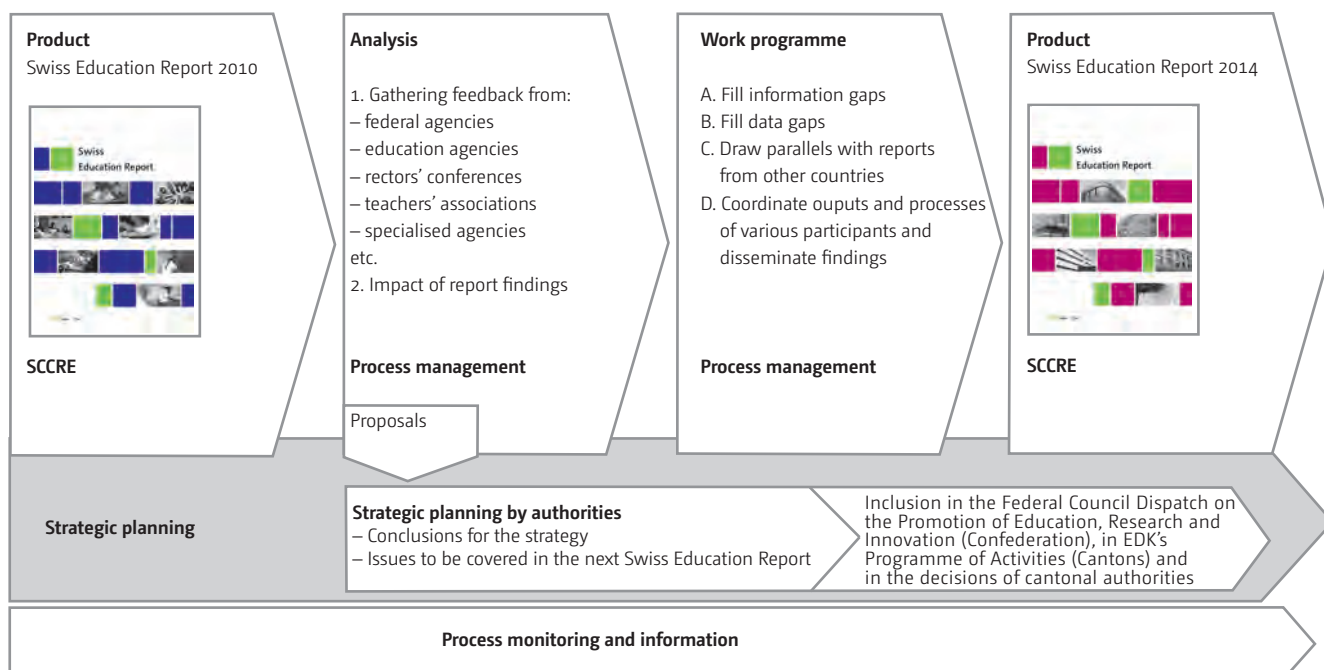 Product
Swiss Education Report 2010
Swiss
Education Report
SCCRE
Analysis
1. Gathering feedback from:
– federal agencies
– education agencies
– rectors’ conferences
– teachers’ associations
– specialised agencies
etc.
2. Impact of report findings
Process management
Proposals
Work programme
A. Fill information gaps
B. Fill data gaps
C. Draw parallels with reports
from other countries
D. Coordinate ouputs and processes
of various participants and
disseminate findings
Process management
Product
Swiss Education Report 2014
Swiss
Education Report
SCCRE
Strategic planning
Strategic planning by authorities
– Conclusions for the strategy
– Issues to be covered in the next Swiss Education Report
Inclusion in the Federal Council Dispatch on
the Promotion of Education, Research and
Innovation (Confederation), in EDK’s
Programme of Activities (Cantons) and
in the decisions of cantonal authorities
Process monitoring and information